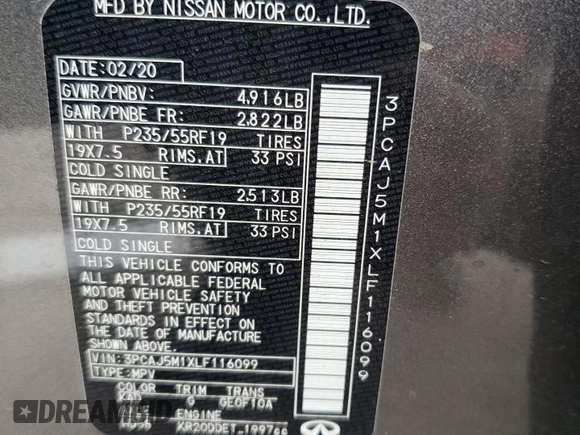 MFD BY NISSAN MOTOR CO.,LTD.
DATE:02/20
GVWR/PNBV: 4,916LB
GAWR/PNBE FR: 2,822LB
WITH P235/55RF19 TIRES
19X7.5 RIMS.AT 33 PSI
COLD SINGLE
GAWR/PNBE RR: 2,513LB
WITH P235/55RF19 TIRES
19X7.5 RIMS.AT 33 PSI
COLD SINGLE
THIS VEHICLE CONFORMS TO
ALL APPLICABLE FEDERAL
MOTOR VEHICLE SAFETY
AND THEFT PREVENTION
STANDARDS IN EFFECT ON
THE DATE OF MANUFACTURE
SHOWN ABOVE.
VIN:3PCAJ5M1XLF116099
TYPE:MPV
COLOR TRIM TRANS
KAD G GE0F10A
ENGINE
KR20DDET 1997cc
3PCAJ5M1XLF116099
DREAMBID